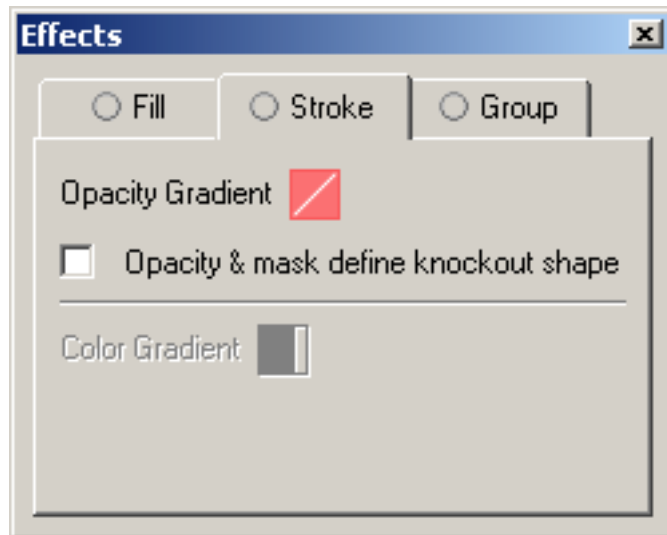 Effects
Fill Stroke Group
Opacity Gradient
Opacity & mask define knockout shape
Color Gradient